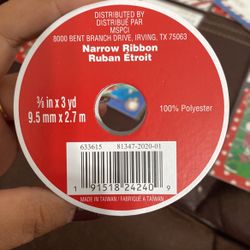 DISTRIBUTED BY
DISTRIBUÉ PAR
MSPCI
8000 BENT BRANCH DRIVE, IRVING, TX 75063
Narrow Ribbon
Ruban Étroit
⅜ in x 3 yd
9.5 mm x 2.7 m
100% Polyester
633615 81347-2020-01
1 91518 24240 9
MADE IN TAIWAN / FABRIQUÉ A TAIWAN